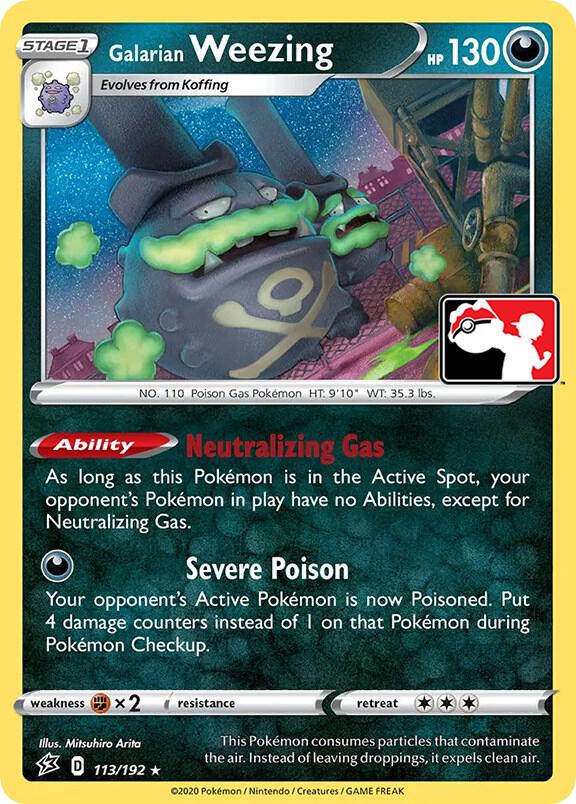 STAGE1
Galarian Weezing
HP 130
Evolves from Koffing
NO. 110 Poison Gas Pokémon HT: 9'10" WT: 35.3 lbs.
TM
Ability Neutralizing Gas
As long as this Pokémon is in the Active Spot, your
opponent's Pokémon in play have no Abilities, except for
Neutralizing Gas.
Severe Poison
Your opponent's Active Pokémon is now Poisoned. Put
4 damage counters instead of 1 on that Pokémon during
Pokémon Checkup.
weakness ×2 resistance retreat
Illus. Mitsuhiro Arita
D 113/192 ★
This Pokémon consumes particles that contaminate
the air. Instead of leaving droppings, it expels clean air.
©2020 Pokémon / Nintendo / Creatures / GAME FREAK